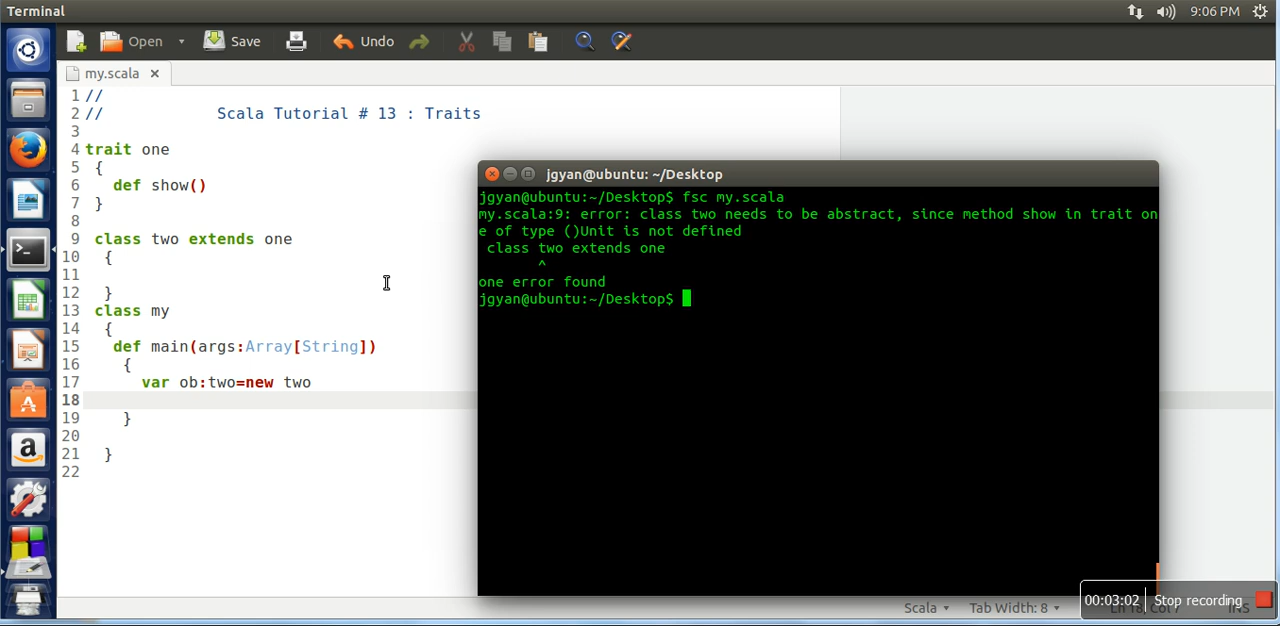 Terminal
9:06 PM
Open
Save
Undo
my.scala
1 //
2 // Scala Tutorial # 13 : Traits
3
4 trait one
5 {
6 def show()
7 }
8
9 class two extends one
10 {
11
12 }
13 class my
14 {
15 def main(args:Array[String])
16 {
17 var ob:two=new two
18
19 }
20
21 }
22
jgyan@ubuntu: ~/Desktop
jgyan@ubuntu:~/Desktop$ fsc my.scala
my.scala:9: error: class two needs to be abstract, since method show in trait on
e of type ()Unit is not defined
class two extends one
^
one error found
jgyan@ubuntu:~/Desktop$
Scala
Tab Width: 8
INS
00:03:02
Stop recording
a